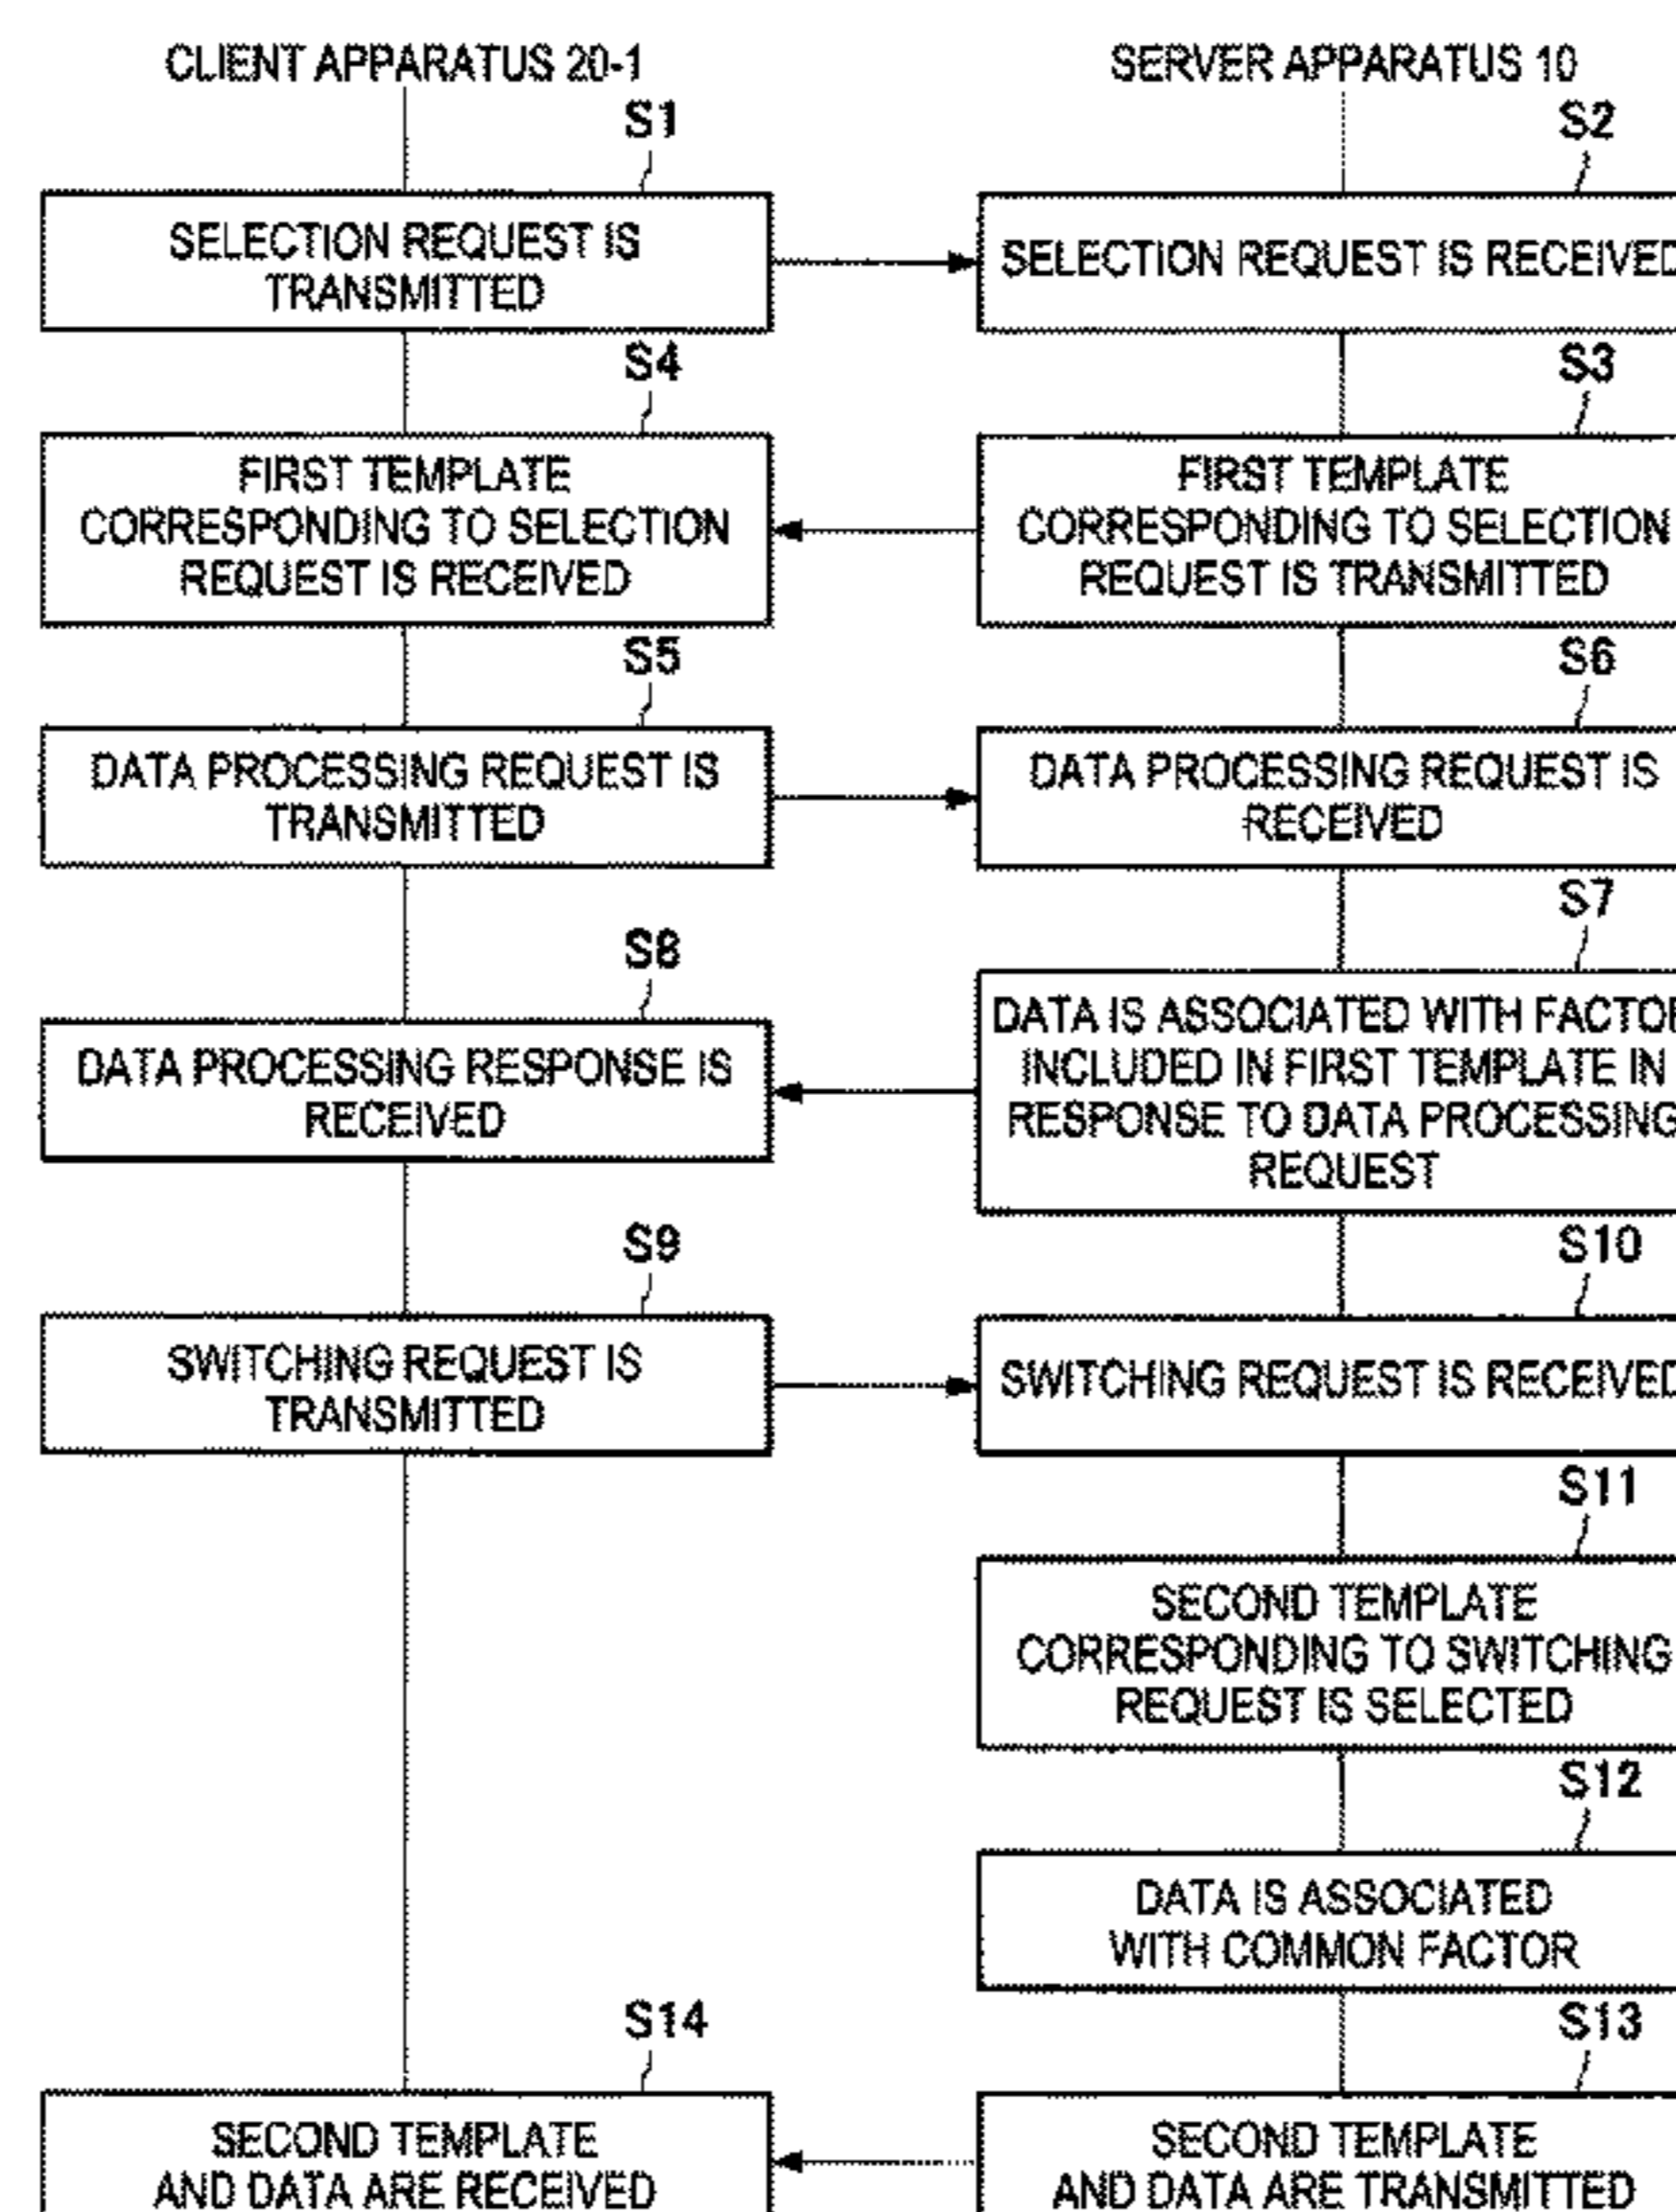 CLIENT APPARATUS 20-1
SERVER APPARATUS 10
S1
S2
SELECTION REQUEST IS
TRANSMITTED
SELECTION REQUEST IS RECEIVED
S4
S3
FIRST TEMPLATE
CORRESPONDING TO SELECTION
REQUEST IS RECEIVED
FIRST TEMPLATE
CORRESPONDING TO SELECTION
REQUEST IS TRANSMITTED
S5
S6
DATA PROCESSING REQUEST IS
TRANSMITTED
DATA PROCESSING REQUEST IS
RECEIVED
S7
S8
DATA IS ASSOCIATED WITH FACTOR
INCLUDED IN FIRST TEMPLATE IN
RESPONSE TO DATA PROCESSING
REQUEST
DATA PROCESSING RESPONSE IS
RECEIVED
S9
S10
SWITCHING REQUEST IS
TRANSMITTED
SWITCHING REQUEST IS RECEIVED
S11
SECOND TEMPLATE
CORRESPONDING TO SWITCHING
REQUEST IS SELECTED
S12
DATA IS ASSOCIATED
WITH COMMON FACTOR
S14
S13
SECOND TEMPLATE
AND DATA ARE RECEIVED
SECOND TEMPLATE
AND DATA ARE TRANSMITTED